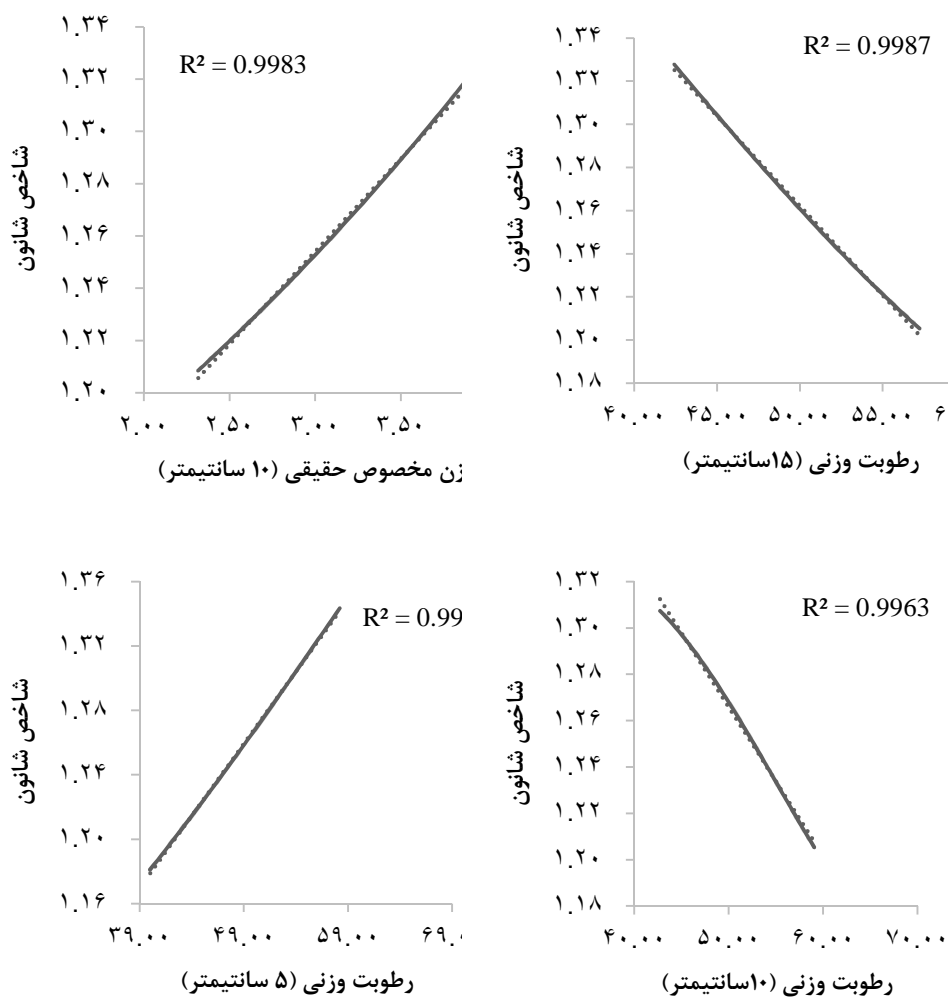 ۱.۳۴
۱.۳۲
۱.۳۰
۱.۲۸
۱.۲۶
۱.۲۴
۱.۲۲
۱.۲۰
R² = 0.9983
شاخص شانون
۲.۰۰ ۲.۵۰ ۳.۰۰ ۳.۵۰
زن مخصوص حقیقی (۱۰ سانتیمتر)
۱.۳۴
۱.۳۲
۱.۳۰
۱.۲۸
۱.۲۶
۱.۲۴
۱.۲۲
۱.۲۰
۱.۱۸
R² = 0.9987
شاخص شانون
۴۰.۰۰ ۴۵.۰۰ ۵۰.۰۰ ۵۵.۰۰ ۶
رطوبت وزنی (۱۵سانتیمتر)
۱.۳۶
۱.۳۲
۱.۲۸
۱.۲۴
۱.۲۰
۱.۱۶
R² = 0.99
شاخص شانون
۳۹.۰۰ ۴۹.۰۰ ۵۹.۰۰ ۶۹.۰
رطوبت وزنی (۵ سانتیمتر)
۱.۳۲
۱.۳۰
۱.۲۸
۱.۲۶
۱.۲۴
۱.۲۲
۱.۲۰
۱.۱۸
R² = 0.9963
شاخص شانون
۴۰.۰۰ ۵۰.۰۰ ۶۰.۰۰ ۷۰.۰۰
رطوبت وزنی (۱۰سانتیمتر)